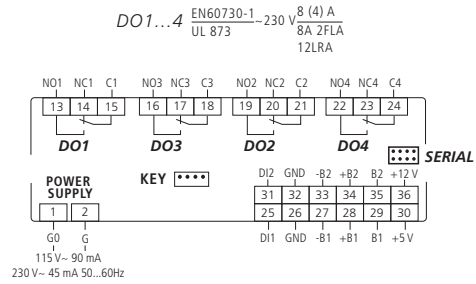 DO1...4 EN60730-1 ~230 V 8 (4) A
UL 873 8A 2FLA
12LRA
NO1 NC1 C1 NO3 NC3 C3 NO2 NC2 C2 NO4 NC4 C4
13 14 15 16 17 18 19 20 21 22 23 24
DO1 DO3 DO2 DO4
SERIAL
KEY
POWER
SUPPLY
DI2 GND -B2 +B2 B2 +12 V
31 32 33 34 35 36
1 2 25 26 27 28 29 30
G0 G DI1 GND -B1 +B1 B1 +5 V
115 V~ 90 mA
230 V~ 45 mA 50...60Hz